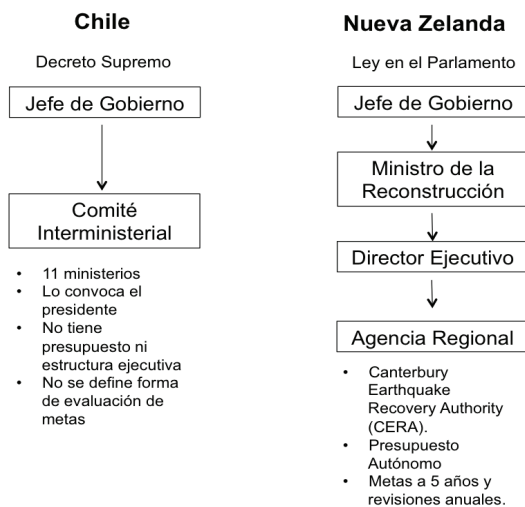 Chile
Decreto Supremo
Jefe de Gobierno
Comité
Interministerial
• 11 ministerios
• Lo convoca el
presidente
• No tiene
presupuesto ni
estructura ejecutiva
• No se define forma
de evaluación de
metas
Nueva Zelanda
Ley en el Parlamento
Jefe de Gobierno
Ministro de la
Reconstrucción
Director Ejecutivo
Agencia Regional
• Canterbury
Earthquake
Recovery Authority
(CERA).
• Presupuesto
Autónomo
• Metas a 5 años y
revisiones anuales.